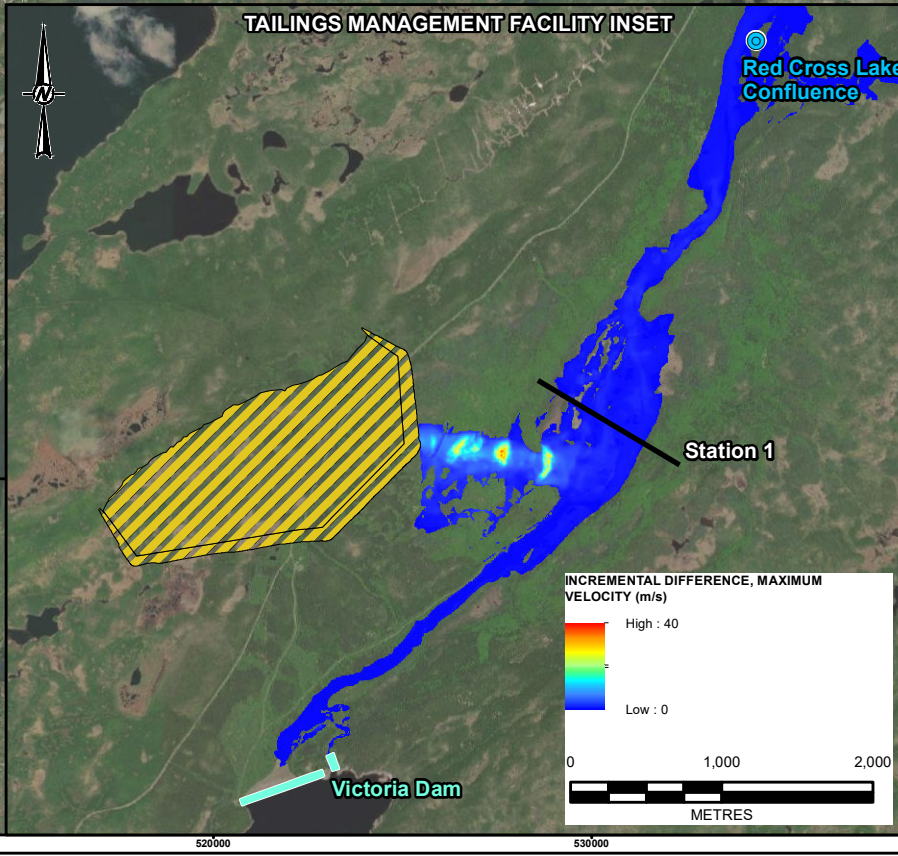 TAILINGS MANAGEMENT FACILITY INSET
N
Red Cross Lake
Confluence
Station 1
Victoria Dam
INCREMENTAL DIFFERENCE, MAXIMUM
VELOCITY (m/s)
High : 40
Low : 0
0 1,000 2,000
METRES
520000 530000